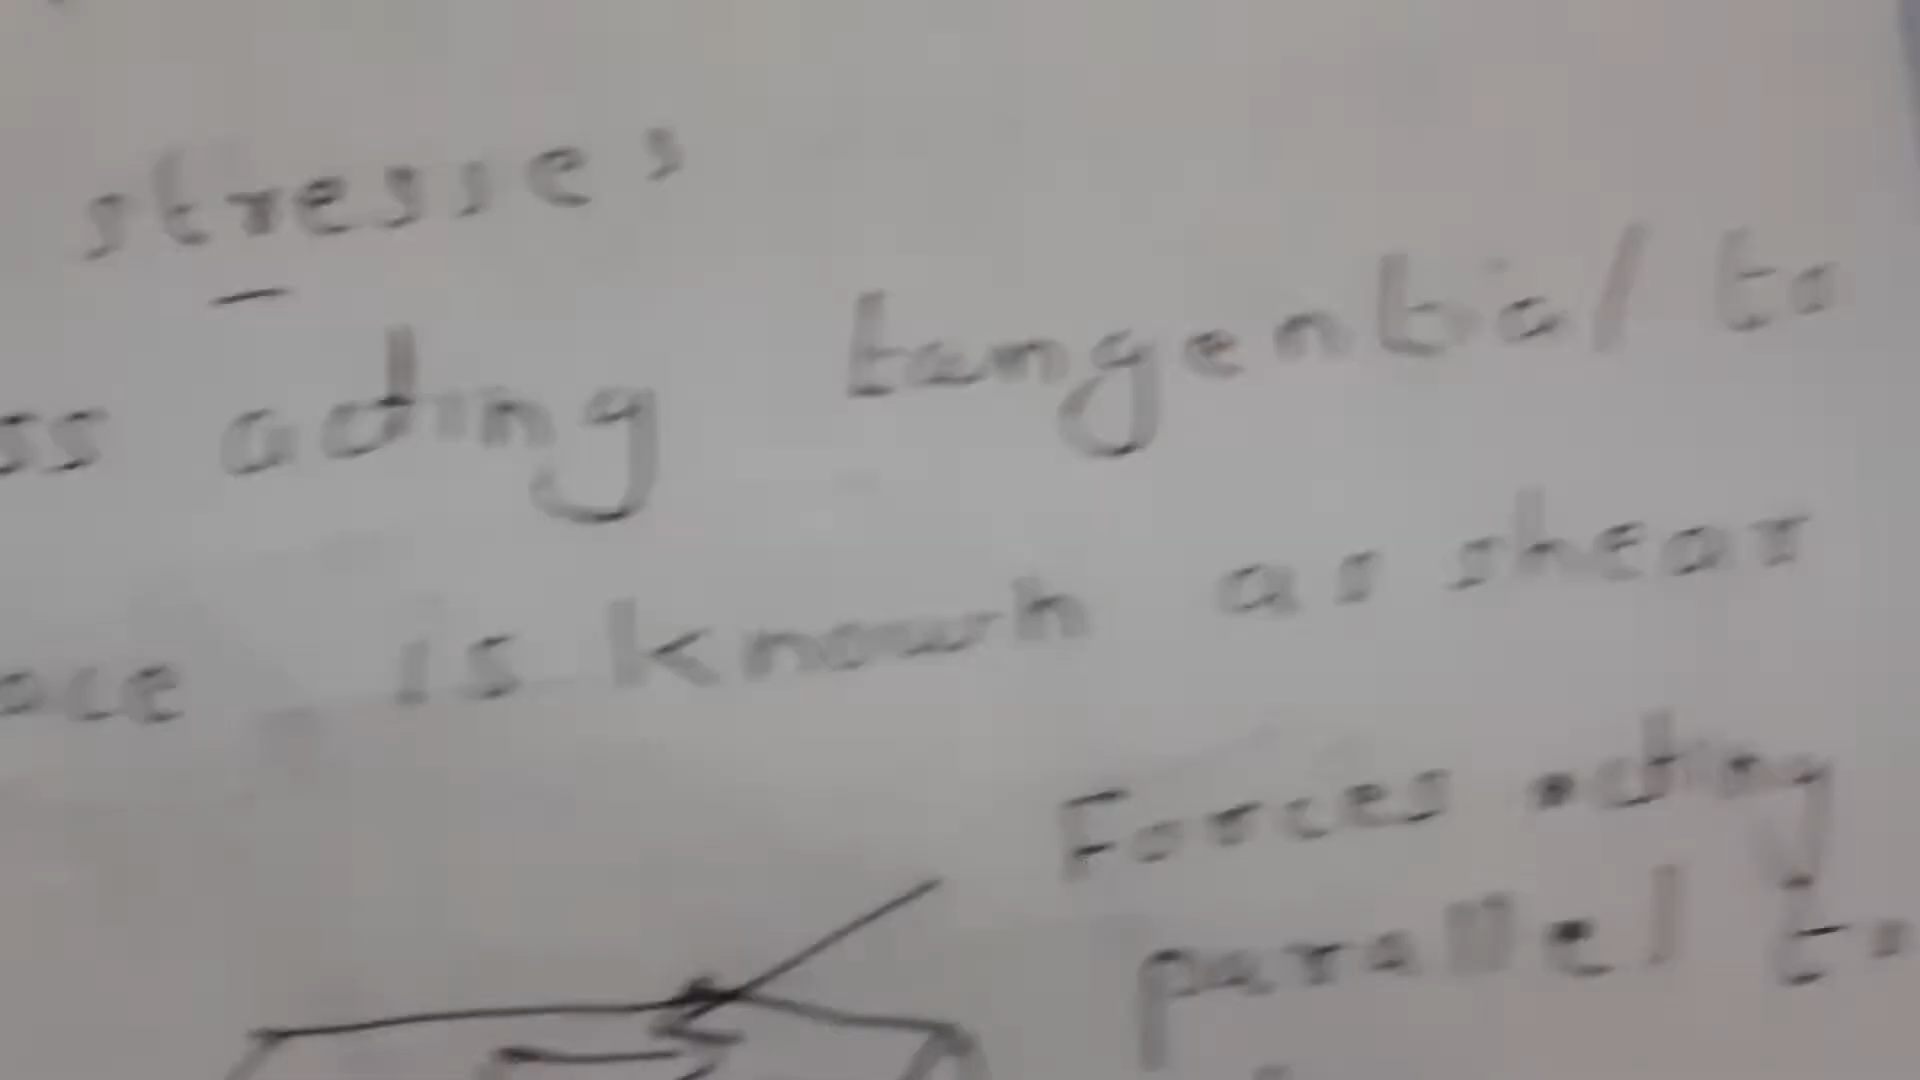 stresses
ss acting tangential to
ace is known as shear
Forces acting
parallel to